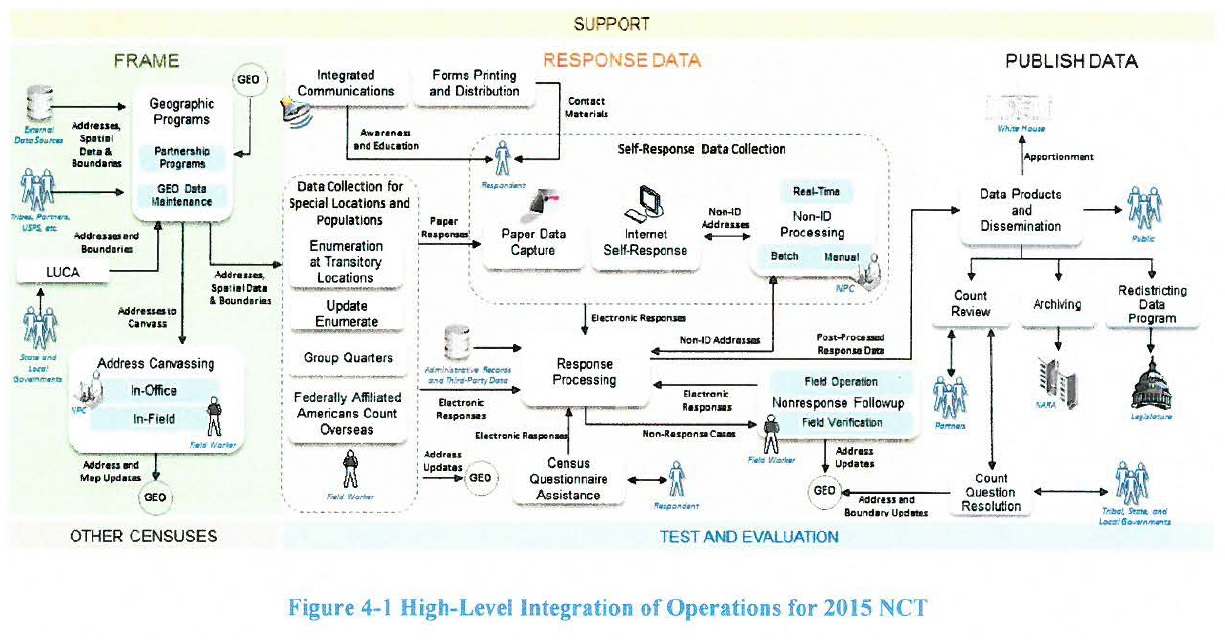 SUPPORT
FRAME
RESPONSE DATA
PUBLISH DATA
External
Data Sources
Addresses,
Spatial
Data &
Boundaries
Geographic
Programs
Partnership
Programs
GEO Data
Maintenance
GEO
Tribes, Partners,
USPS, etc.
Addresses and
Boundaries
LUCA
State and
Local
Governments
Addresses to
Canvass
Addresses,
Spatial Data
& Boundaries
Address Canvassing
In-Office
In-Field
NPC
Field Worker
Address and
Map Updates
GEO
OTHER CENSUSES
Integrated
Communications
Forms Printing
and Distribution
Contact
Materials
Awareness
and Education
Respondent
Data Collection for
Special Locations and
Populations
Enumeration
at Transitory
Locations
Update
Enumerate
Group Quarters
Federally Affiliated
Americans Count
Overseas
Field Worker
Paper
Responses
Self-Response Data Collection
Paper Data
Capture
Internet
Self-Response
Non-ID
Addresses
Real-Time
Non-ID
Processing
Batch
Manual
NPC
Electronic Responses
Non-ID Addresses
Post-Processed
Response Data
Administrative Records
and Third-Party Data
Electronic
Responses
Response
Processing
Electronic
Responses
Field Operation
Nonresponse Followup
Field Verification
Field Worker
Non-Response Cases
Electronic Responses
Address
Updates
GEO
Census
Questionnaire
Assistance
Respondent
Address
Updates
GEO
Address and
Boundary Updates
White House
Apportionment
Data Products
and
Dissemination
Public
Count
Review
Archiving
Redistricting
Data
Program
Partners
NARA
Legislature
Count
Question
Resolution
Tribal, State, and
Local Governments
TEST AND EVALUATION
Figure 4-1 High-Level Integration of Operations for 2015 NCT